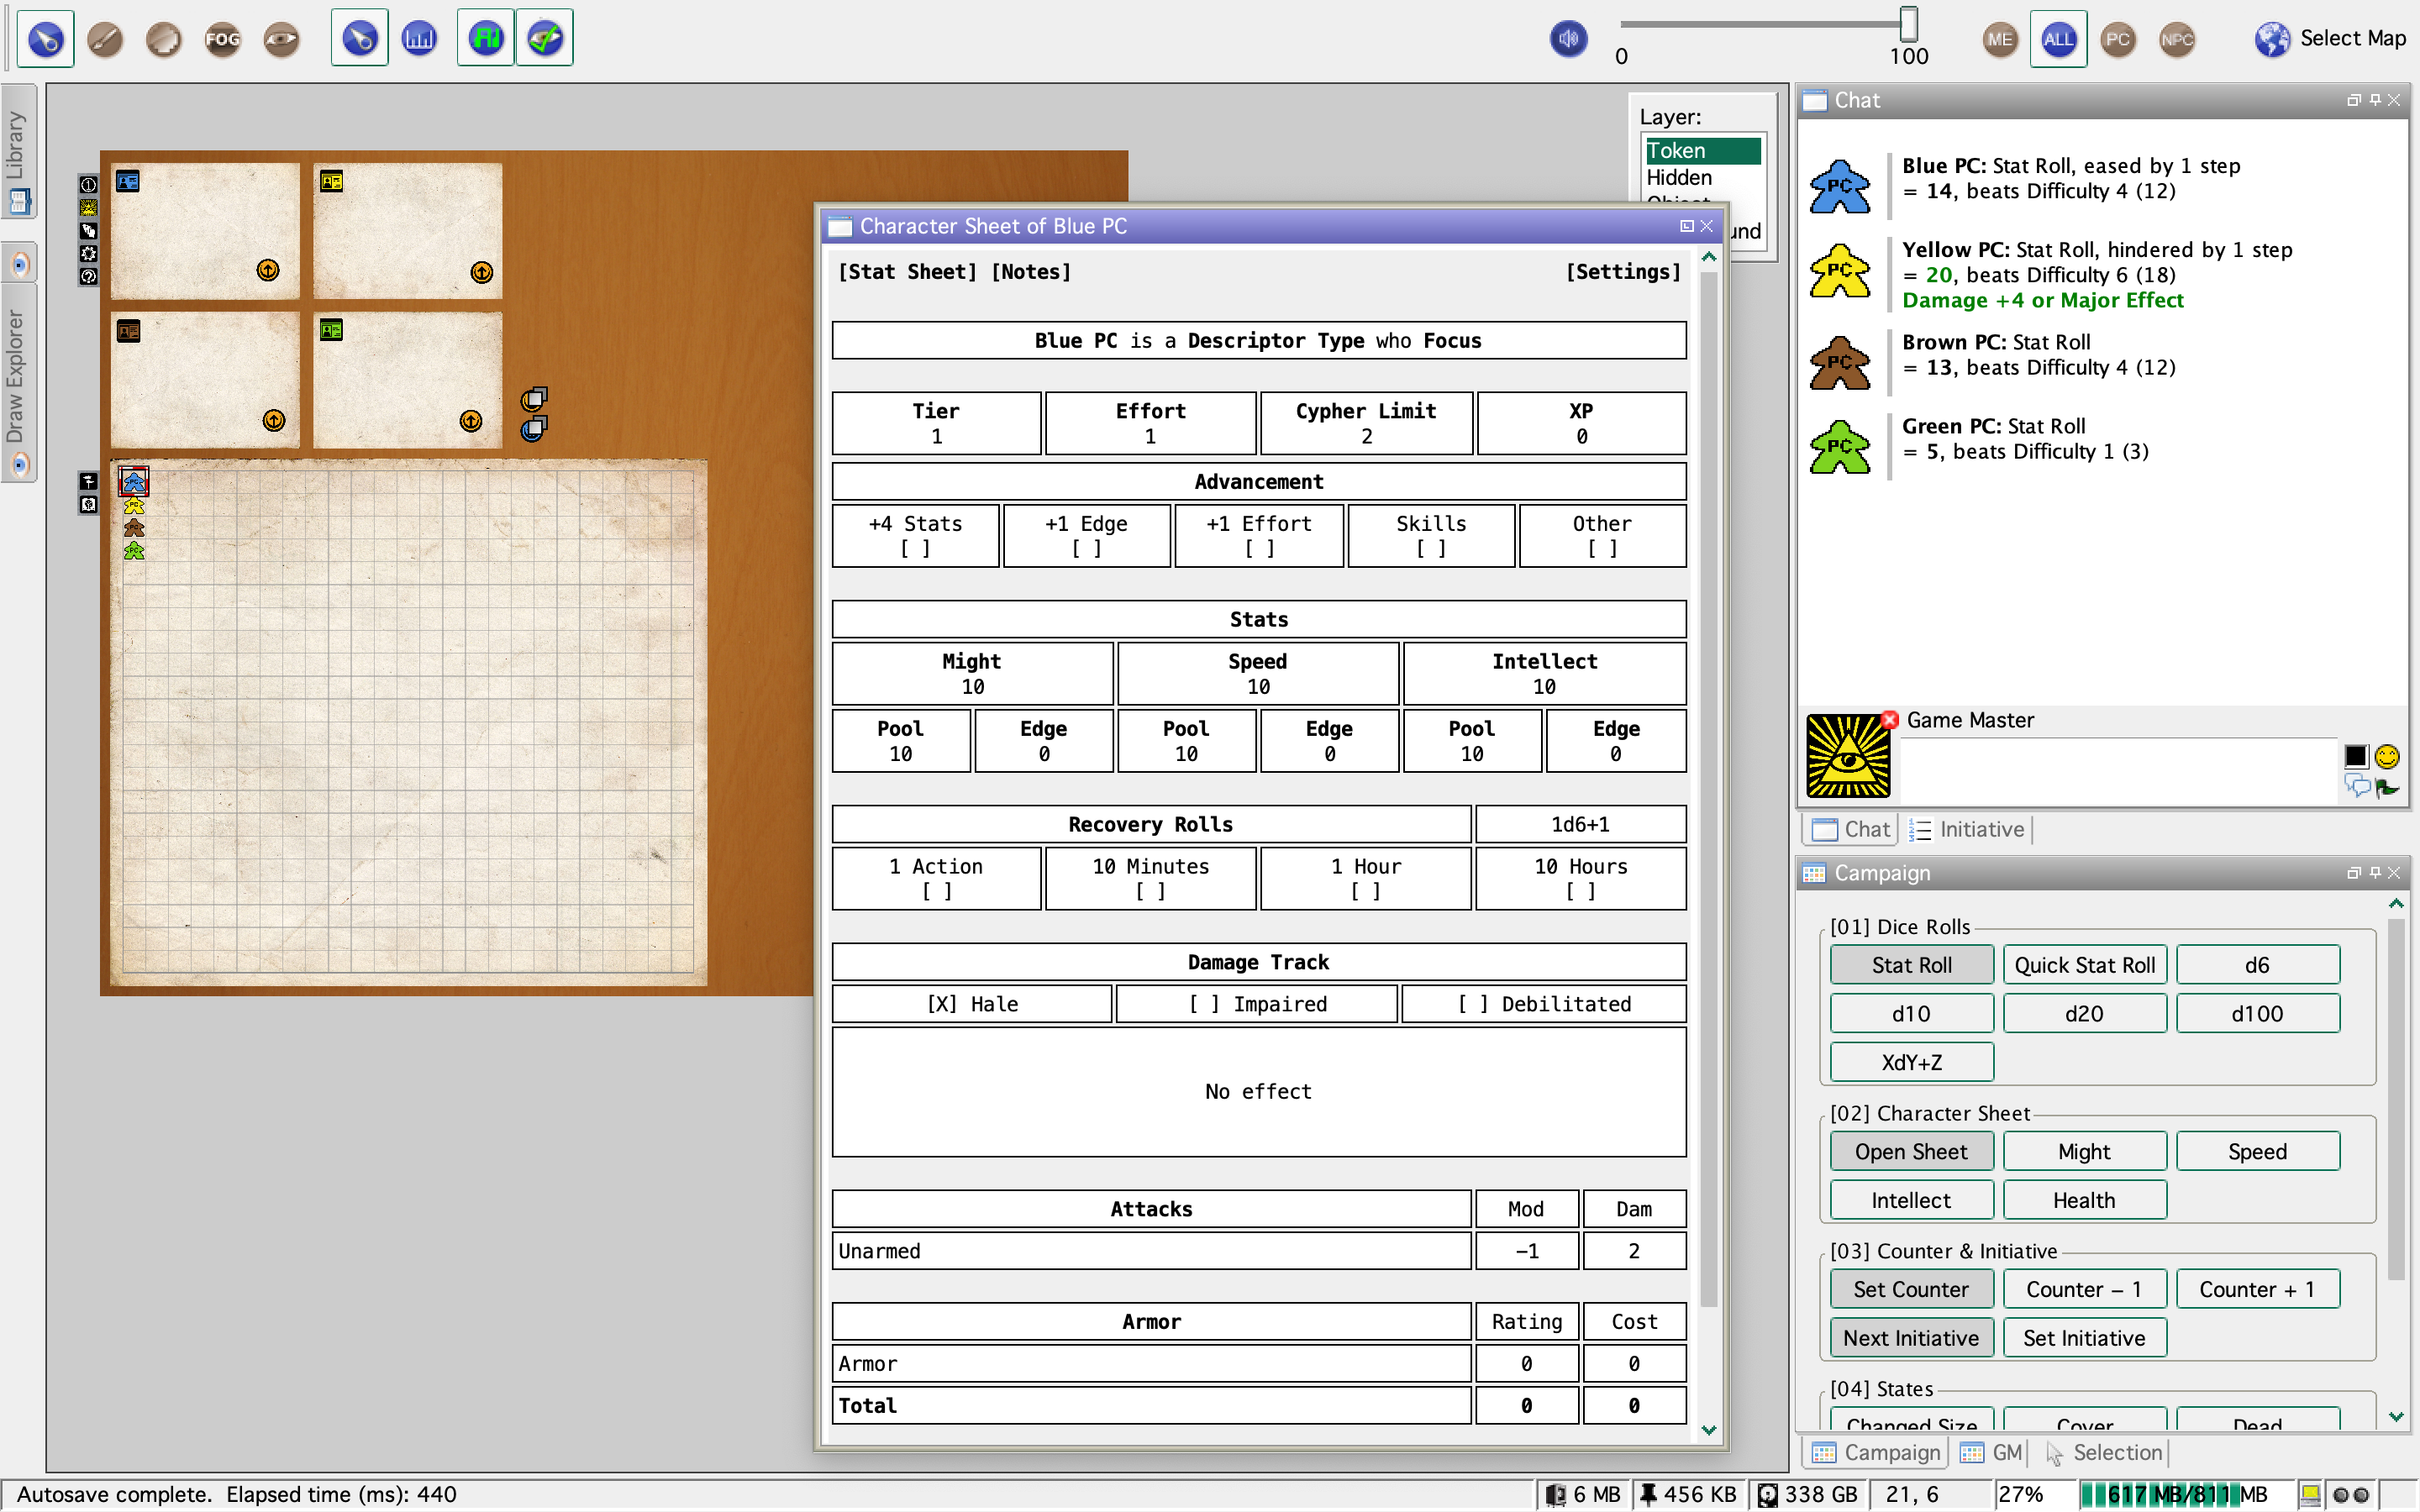 FOG
0
100
ME
ALL
PC
NPC
Select Map
Library
Draw Explorer
Layer:
Token
Hidden
Character Sheet of Blue PC
[Stat Sheet] [Notes]
[Settings]
Blue PC is a Descriptor Type who Focus
Tier
1
Effort
1
Cypher Limit
2
XP
0
Advancement
+4 Stats
[ ]
+1 Edge
[ ]
+1 Effort
[ ]
Skills
[ ]
Other
[ ]
Stats
Might
10
Speed
10
Intellect
10
Pool
10
Edge
0
Pool
10
Edge
0
Pool
10
Edge
0
Recovery Rolls
1d6+1
1 Action
[ ]
10 Minutes
[ ]
1 Hour
[ ]
10 Hours
[ ]
Damage Track
[X] Hale
[ ] Impaired
[ ] Debilitated
No effect
Attacks
Mod
Dam
Unarmed
−1
2
Armor
Rating
Cost
Armor
0
0
Total
0
0
Chat
PC
Blue PC: Stat Roll, eased by 1 step
= 14, beats Difficulty 4 (12)
PC
Yellow PC: Stat Roll, hindered by 1 step
= 20, beats Difficulty 6 (18)
Damage +4 or Major Effect
PC
Brown PC: Stat Roll
= 13, beats Difficulty 4 (12)
PC
Green PC: Stat Roll
= 5, beats Difficulty 1 (3)
Game Master
Chat
Initiative
Campaign
[01] Dice Rolls
Stat Roll
Quick Stat Roll
d6
d10
d20
d100
XdY+Z
[02] Character Sheet
Open Sheet
Might
Speed
Intellect
Health
[03] Counter & Initiative
Set Counter
Counter − 1
Counter + 1
Next Initiative
Set Initiative
[04] States
Changed Size
Cover
Dead
Campaign
GM
Selection
Autosave complete. Elapsed time (ms): 440
6 MB
456 KB
338 GB
21, 6
27%
617 MB/811 MB